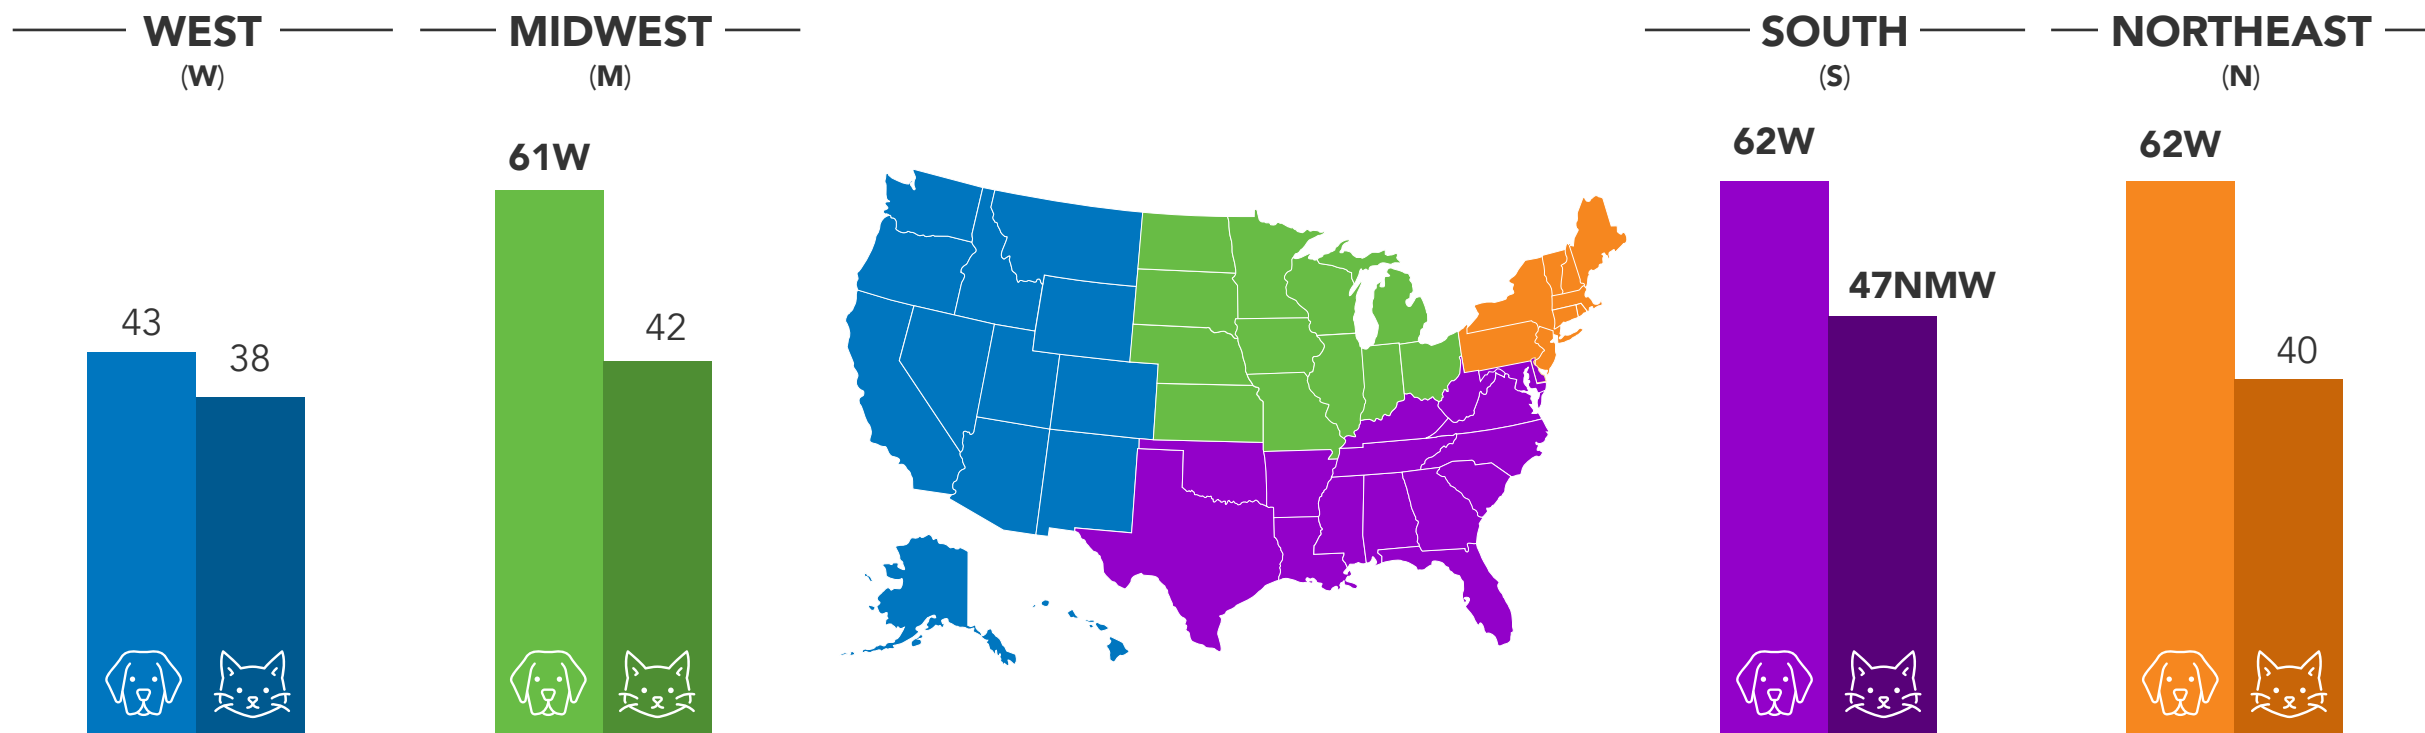 WEST
(W)
43
38
MIDWEST
(M)
61W
42
SOUTH
(S)
62W
47NMW
NORTHEAST
(N)
62W
40